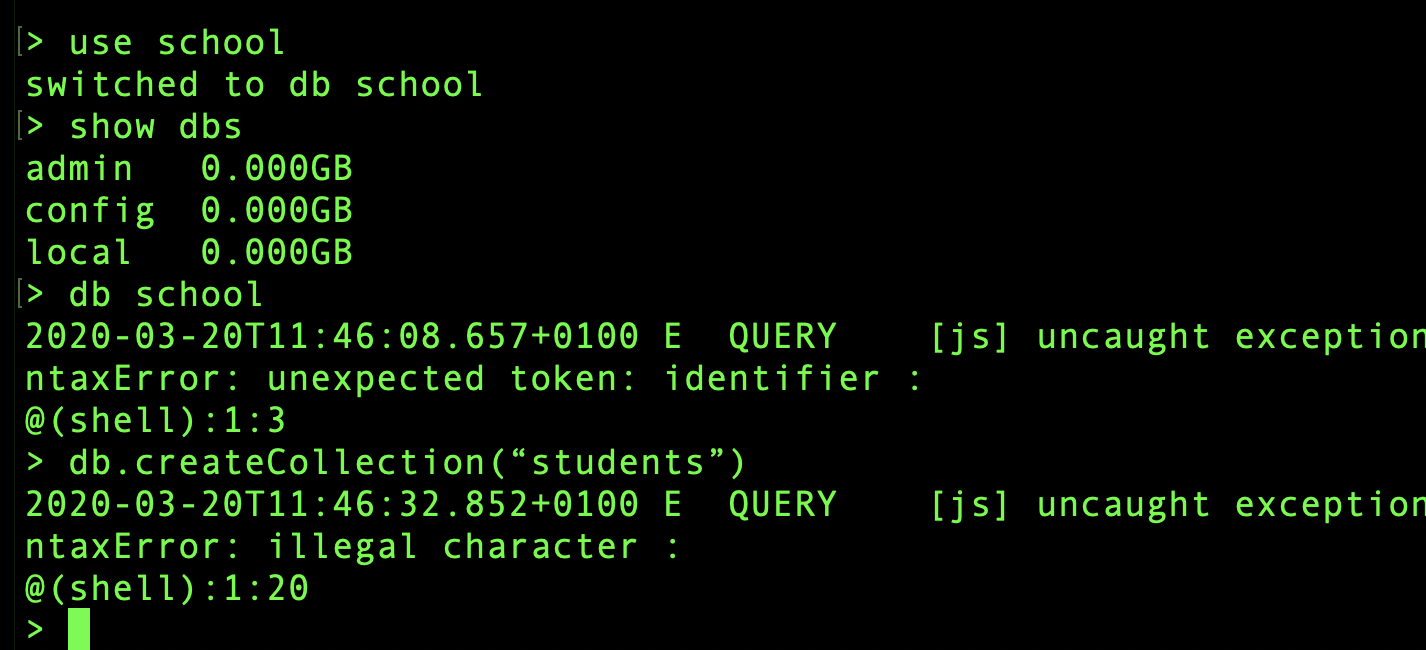 [> use school
switched to db school
[> show dbs
admin   0.000GB
config  0.000GB
local   0.000GB
[> db school
2020-03-20T11:46:08.657+0100 E  QUERY    [js] uncaught exception
ntaxError: unexpected token: identifier :
@(shell):1:3
> db.createCollection(“students”)
2020-03-20T11:46:32.852+0100 E  QUERY    [js] uncaught exception
ntaxError: illegal character :
@(shell):1:20
>